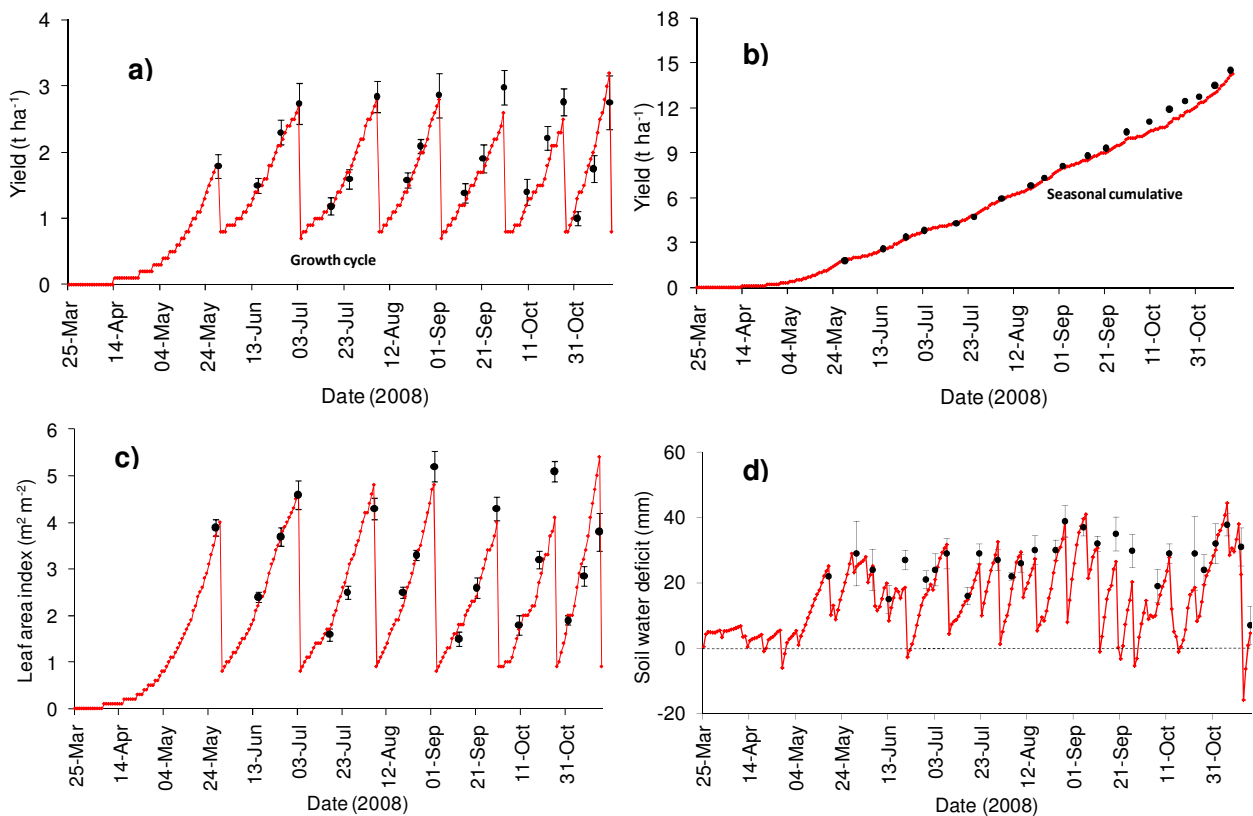 a)
Yield (t ha⁻¹)
4
3
2
1
0
Growth cycle
25-Mar
14-Apr
04-May
24-May
13-Jun
03-Jul
23-Jul
12-Aug
01-Sep
21-Sep
11-Oct
31-Oct
Date (2008)
b)
Yield (t ha⁻¹)
18
15
12
9
6
3
0
Seasonal cumulative
25-Mar
14-Apr
04-May
24-May
13-Jun
03-Jul
23-Jul
12-Aug
01-Sep
21-Sep
11-Oct
31-Oct
Date (2008)
c)
Leaf area index (m² m⁻²)
6
5
4
3
2
1
0
25-Mar
14-Apr
04-May
24-May
13-Jun
03-Jul
23-Jul
12-Aug
01-Sep
21-Sep
11-Oct
31-Oct
Date (2008)
d)
Soil water deficit (mm)
60
40
20
0
-20
25-Mar
14-Apr
04-May
24-May
13-Jun
03-Jul
23-Jul
12-Aug
01-Sep
21-Sep
11-Oct
31-Oct
Date (2008)